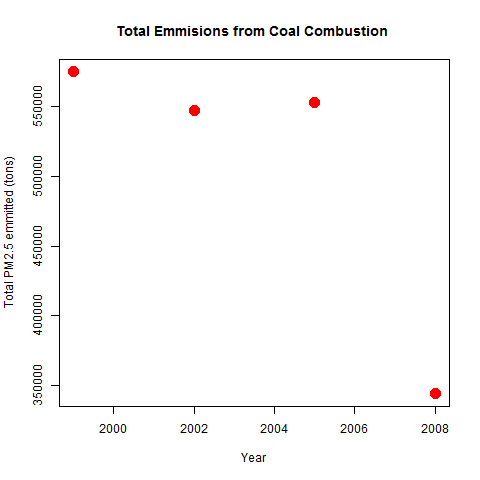 Total Emmisions from Coal Combustion
Total PM2.5 emmitted (tons)
550000
500000
450000
400000
350000
2000 2002 2004 2006 2008
Year